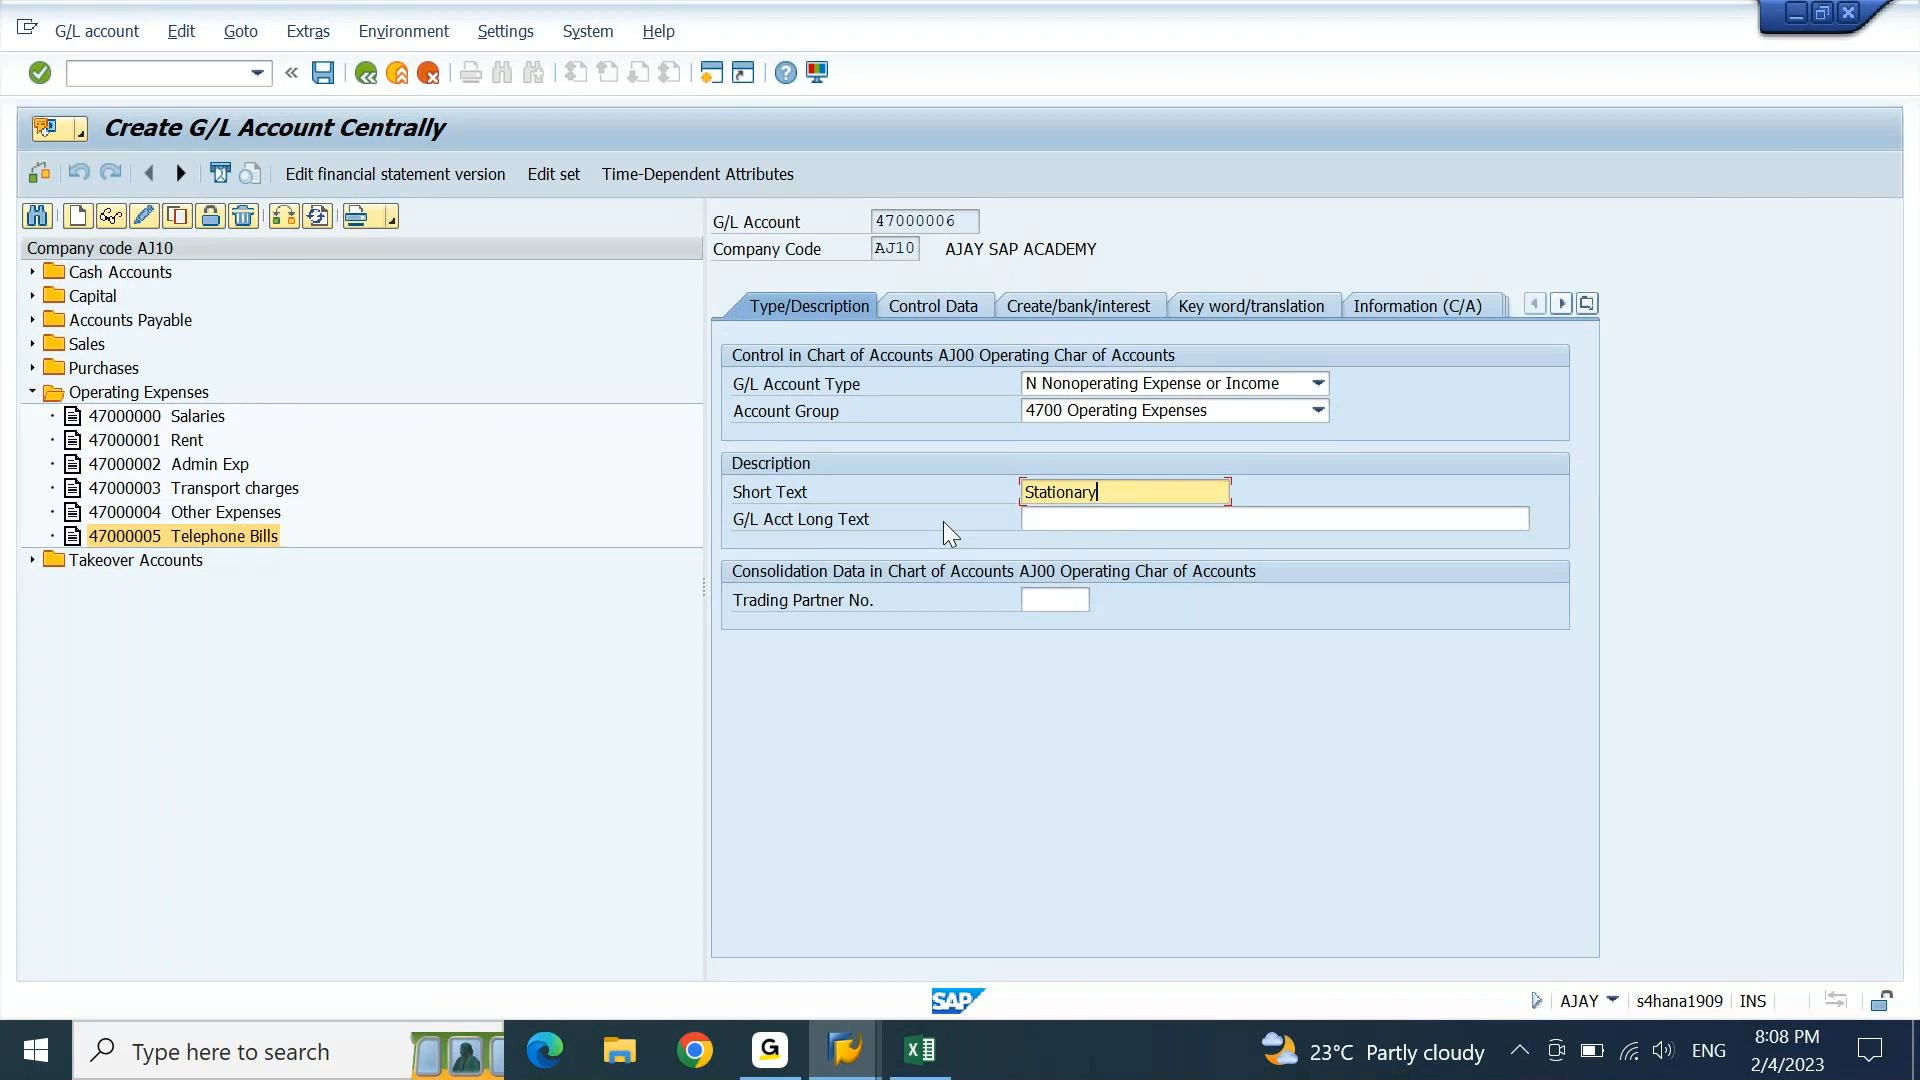 G/L account Edit Goto Extras Environment Settings System Help
Create G/L Account Centrally
Edit financial statement version Edit set Time-Dependent Attributes
Company code AJ10
Cash Accounts
Capital
Accounts Payable
Sales
Purchases
Operating Expenses
47000000 Salaries
47000001 Rent
47000002 Admin Exp
47000003 Transport charges
47000004 Other Expenses
47000005 Telephone Bills
Takeover Accounts
G/L Account 47000006
Company Code AJ10 AJAY SAP ACADEMY
Type/Description Control Data Create/bank/interest Key word/translation Information (C/A)
Control in Chart of Accounts AJ00 Operating Char of Accounts
G/L Account Type N Nonoperating Expense or Income
Account Group 4700 Operating Expenses
Description
Short Text Stationary
G/L Acct Long Text
Consolidation Data in Chart of Accounts AJ00 Operating Char of Accounts
Trading Partner No.
SAP AJAY s4hana1909 INS
Type here to search
G
23°C Partly cloudy ENG 8:08 PM
2/4/2023